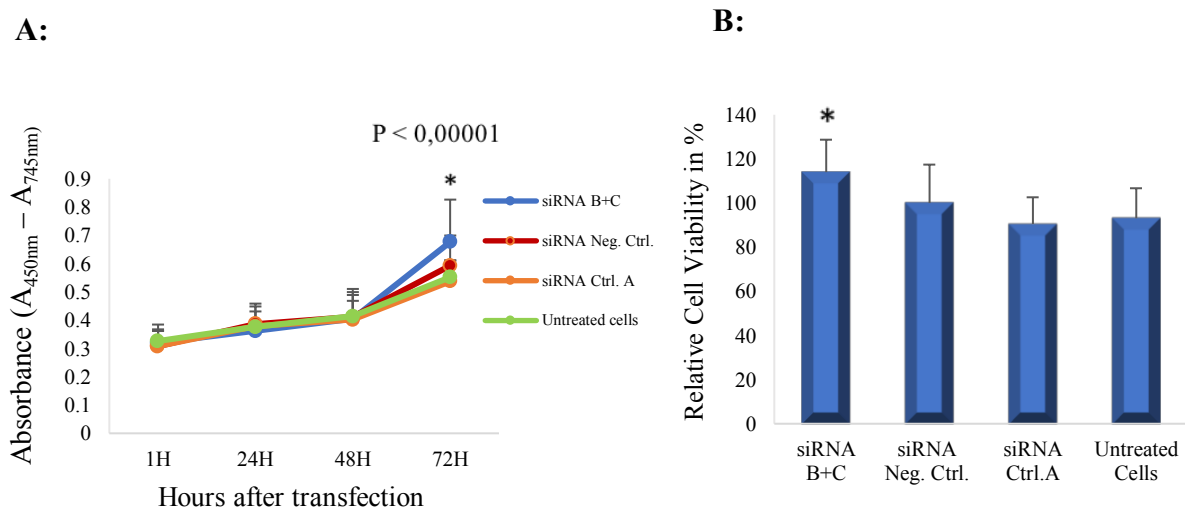 A:
P < 0,00001
*
Absorbance (A450nm – A745nm)
0.9
0.8
0.7
0.6
0.5
0.4
0.3
0.2
0.1
0
1H 24H 48H 72H
Hours after transfection
siRNA B+C
siRNA Neg. Ctrl.
siRNA Ctrl. A
Untreated cells
B:
*
Relative Cell Viability in %
140
120
100
80
60
40
20
0
siRNA
B+C
siRNA
Neg. Ctrl.
siRNA
Ctrl.A
Untreated
Cells